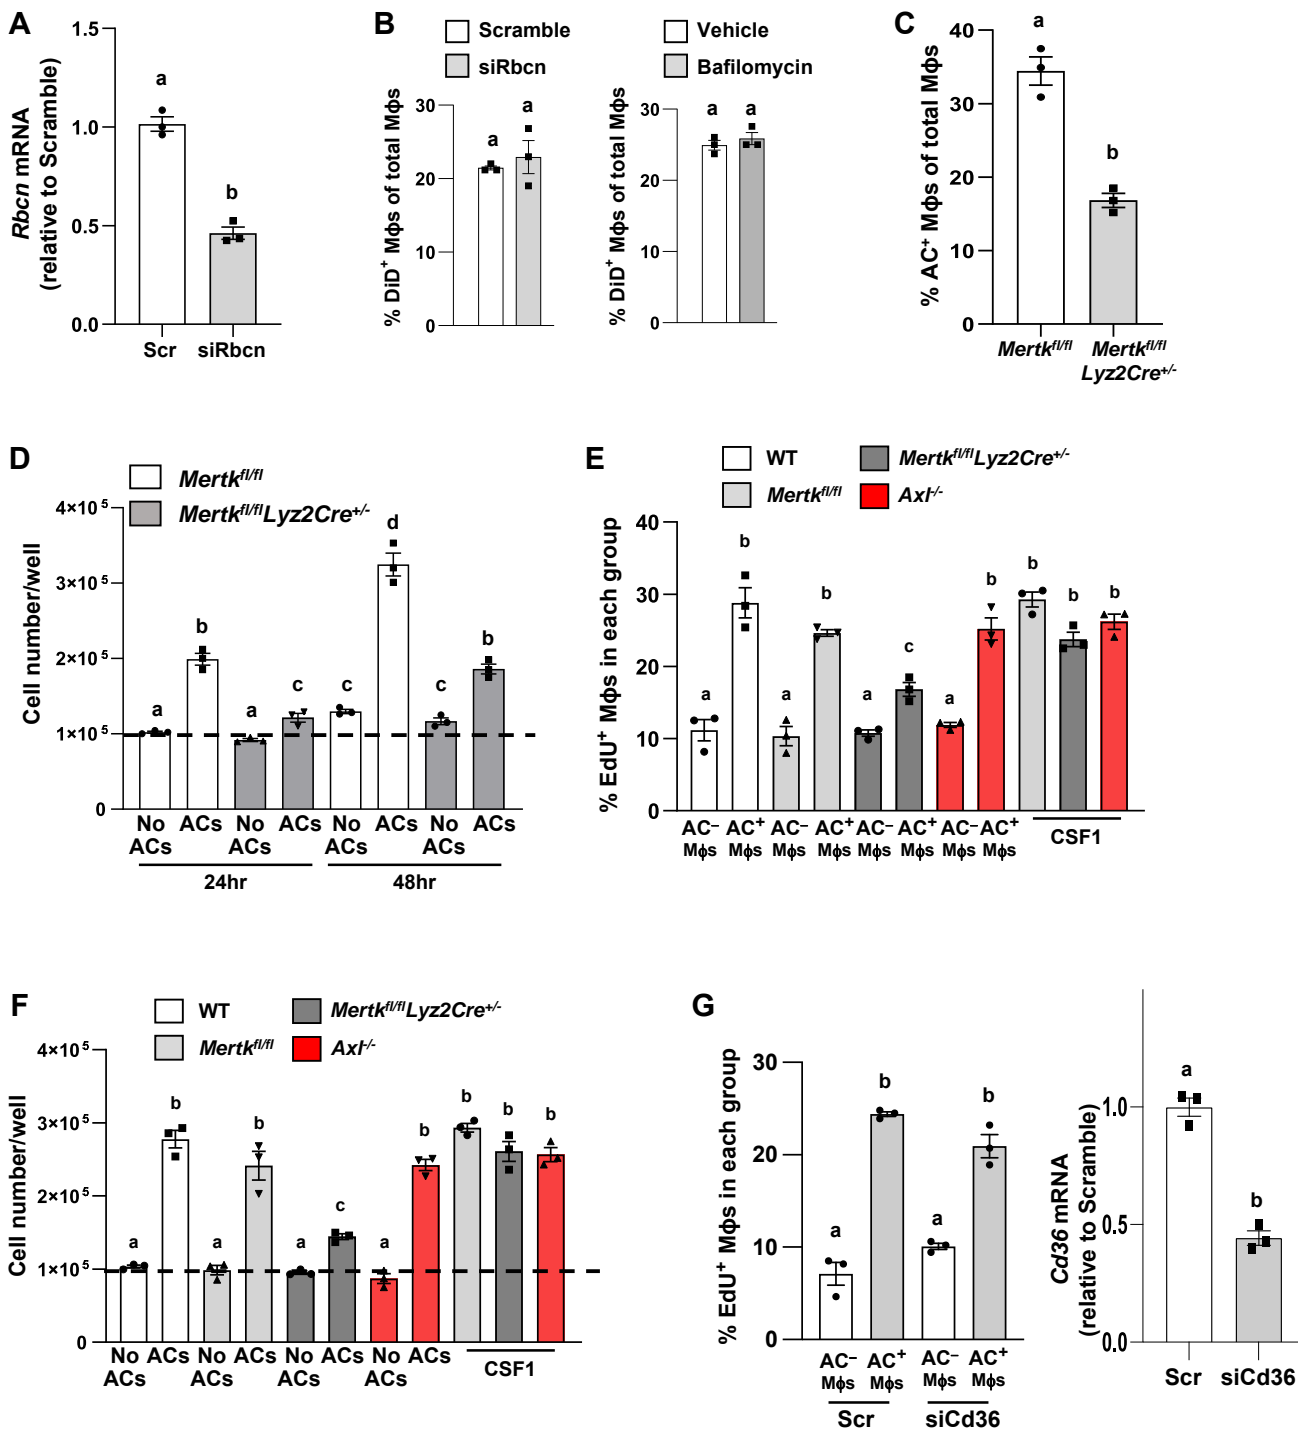 A
Rbcn mRNA
(relative to Scramble)
1.5
1.0
0.5
0.0
a
b
Scr siRbcn
B
Scramble
siRbcn
% DiD⁺ Mϕs of total Mϕs
30
20
10
0
a
a
Vehicle
Bafilomycin
% DiD⁺ Mϕs of total Mϕs
30
20
10
0
a a
C
% AC⁺ Mϕs of total Mϕs
40
30
20
10
0
a
b
Mertkfl/fl Mertkfl/fl
Lyz2Cre+/-
D
Mertkfl/fl
Mertkfl/flLyz2Cre+/-
Cell number/well
4×10⁵
3×10⁵
2×10⁵
1×10⁵
0
a b a c c d c b
No ACs No ACs No ACs No ACs
ACs ACs ACs ACs
24hr 48hr
E
WT Mertkfl/flLyz2Cre+/-
Mertkfl/fl Axl-/-
% EdU⁺ Mϕs in each group
40
30
20
10
0
a b a b a c a b b b b
AC⁻ AC⁺ AC⁻ AC⁺ AC⁻ AC⁺ AC⁻ AC⁺
Mϕs Mϕs Mϕs Mϕs Mϕs Mϕs Mϕs Mϕs
CSF1
F
WT Mertkfl/flLyz2Cre+/-
Mertkfl/fl Axl-/-
Cell number/well
4×10⁵
3×10⁵
2×10⁵
1×10⁵
0
a b a b a c a b b b b
No ACs No ACs No ACs No ACs
ACs ACs ACs ACs
CSF1
G
% EdU⁺ Mϕs in each group
30
20
10
0
a b a b
AC⁻ AC⁺ AC⁻ AC⁺
Mϕs Mϕs Mϕs Mϕs
Scr siCd36
Cd36 mRNA
(relative to Scramble)
1.0
0.5
0.0
a
b
Scr siCd36